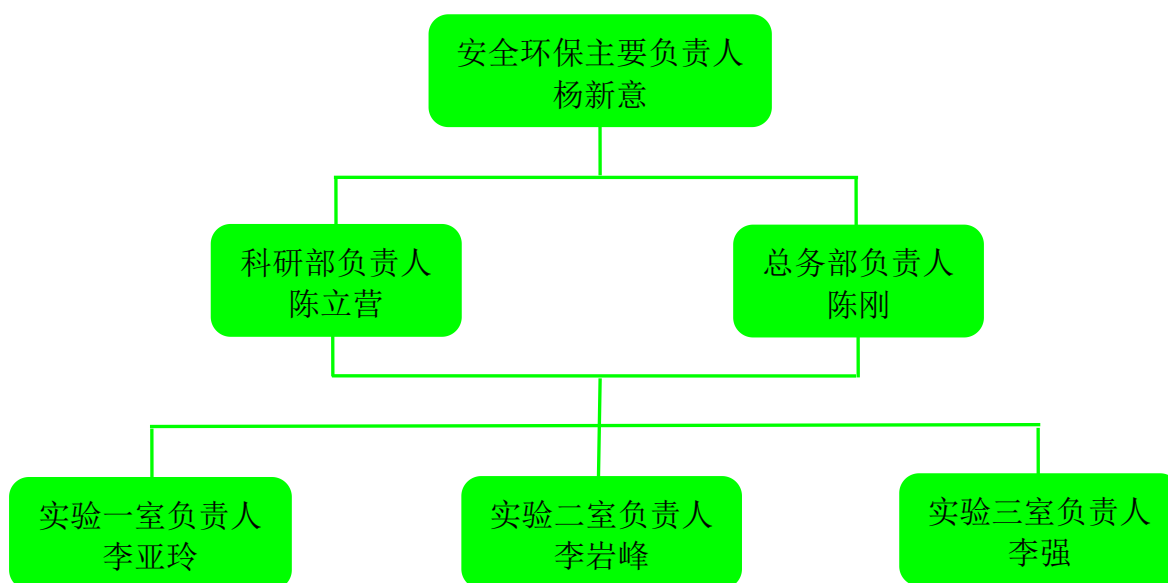 安全环保主要负责人
杨新意
科研部负责人
陈立营
总务部负责人
陈刚
实验一室负责人
李亚玲
实验二室负责人
李岩峰
实验三室负责人
李强